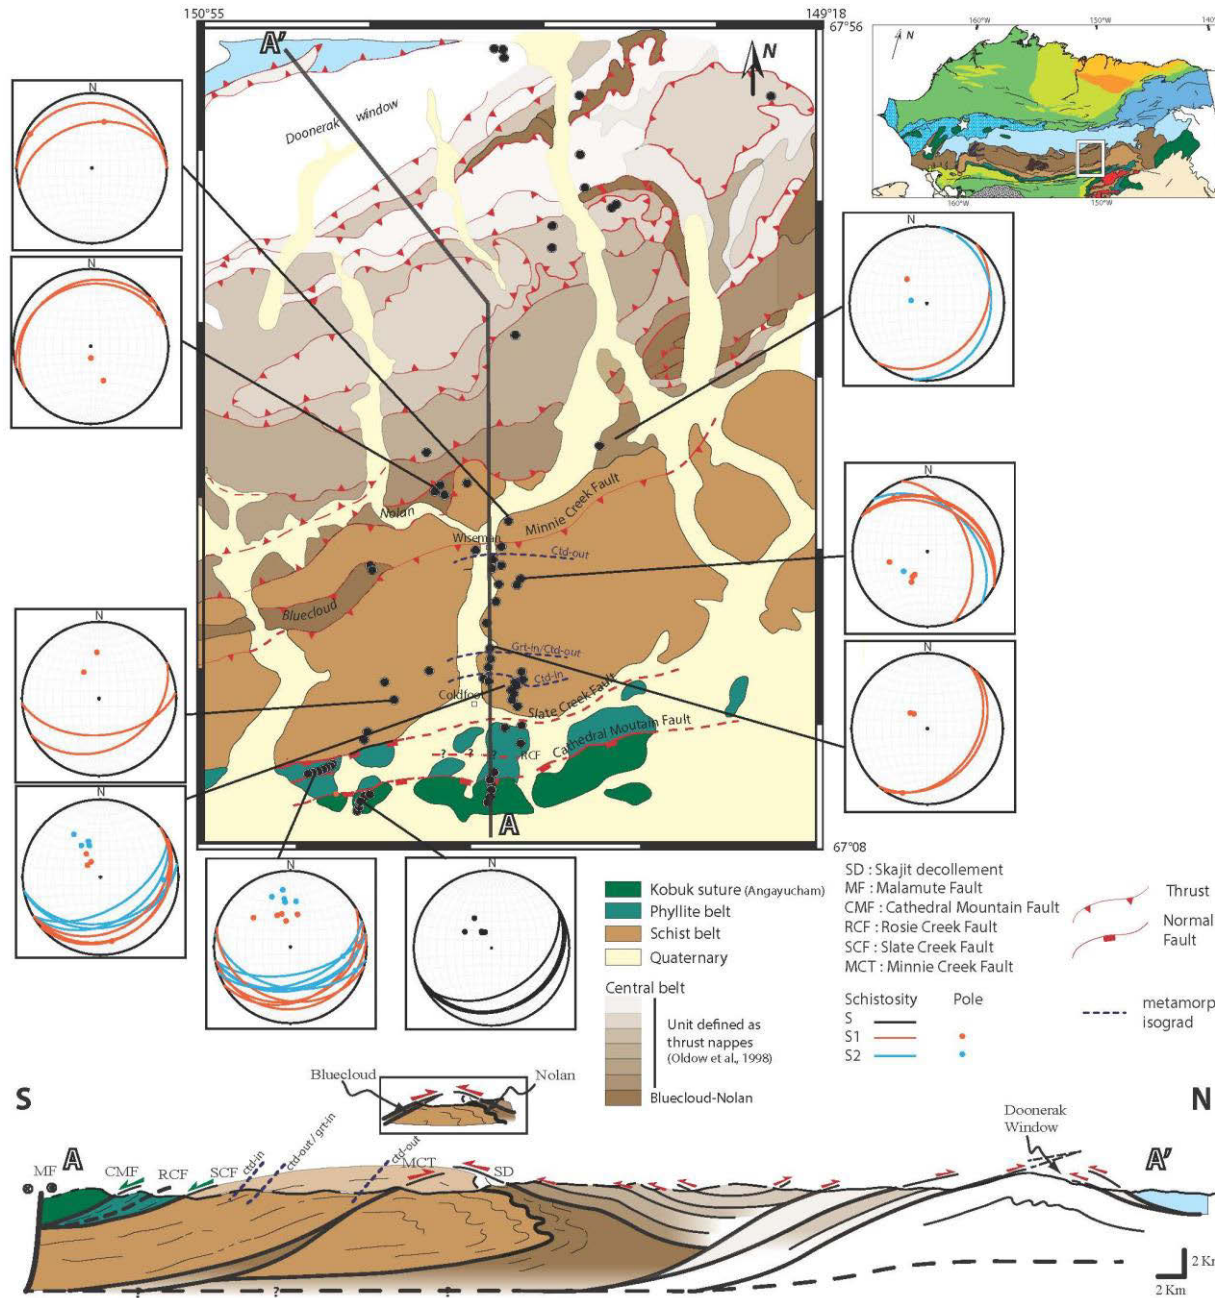 150°55
149°18
67°56
A'
N
Doonerak window
N
160°W
150°W
140°
160°W
150°W
N
N
N
N
N
N
N
N
N
Nolan
Wiseman
Minnie Creek Fault
Ctd-out
Bluecloud
Grt-in/Ctd-out
Ctd-in
Coldfoot
Slate Creek Fault
Cathedral Moutain Fault
? ? ?
RCF
A
67°08
Kobuk suture (Angayucham)
Phyllite belt
Schist belt
Quaternary
Central belt
Unit defined as
thrust nappes
(Oldow et al., 1998)
Bluecloud-Nolan
SD : Skajit decollement
MF : Malamute Fault
CMF : Cathedral Mountain Fault
RCF : Rosie Creek Fault
SCF : Slate Creek Fault
MCT : Minnie Creek Fault
Thrust
Normal
Fault
Schistosity Pole
S
S1
S2
metamorp
isograd
S
N
Bluecloud
Nolan
Doonerak
Window
MF
A
CMF
RCF
SCF
ctd-in
ctd-out / grt-in
ctd-out
MCT
SD
A'
? ? ?
2 Km
2 Km